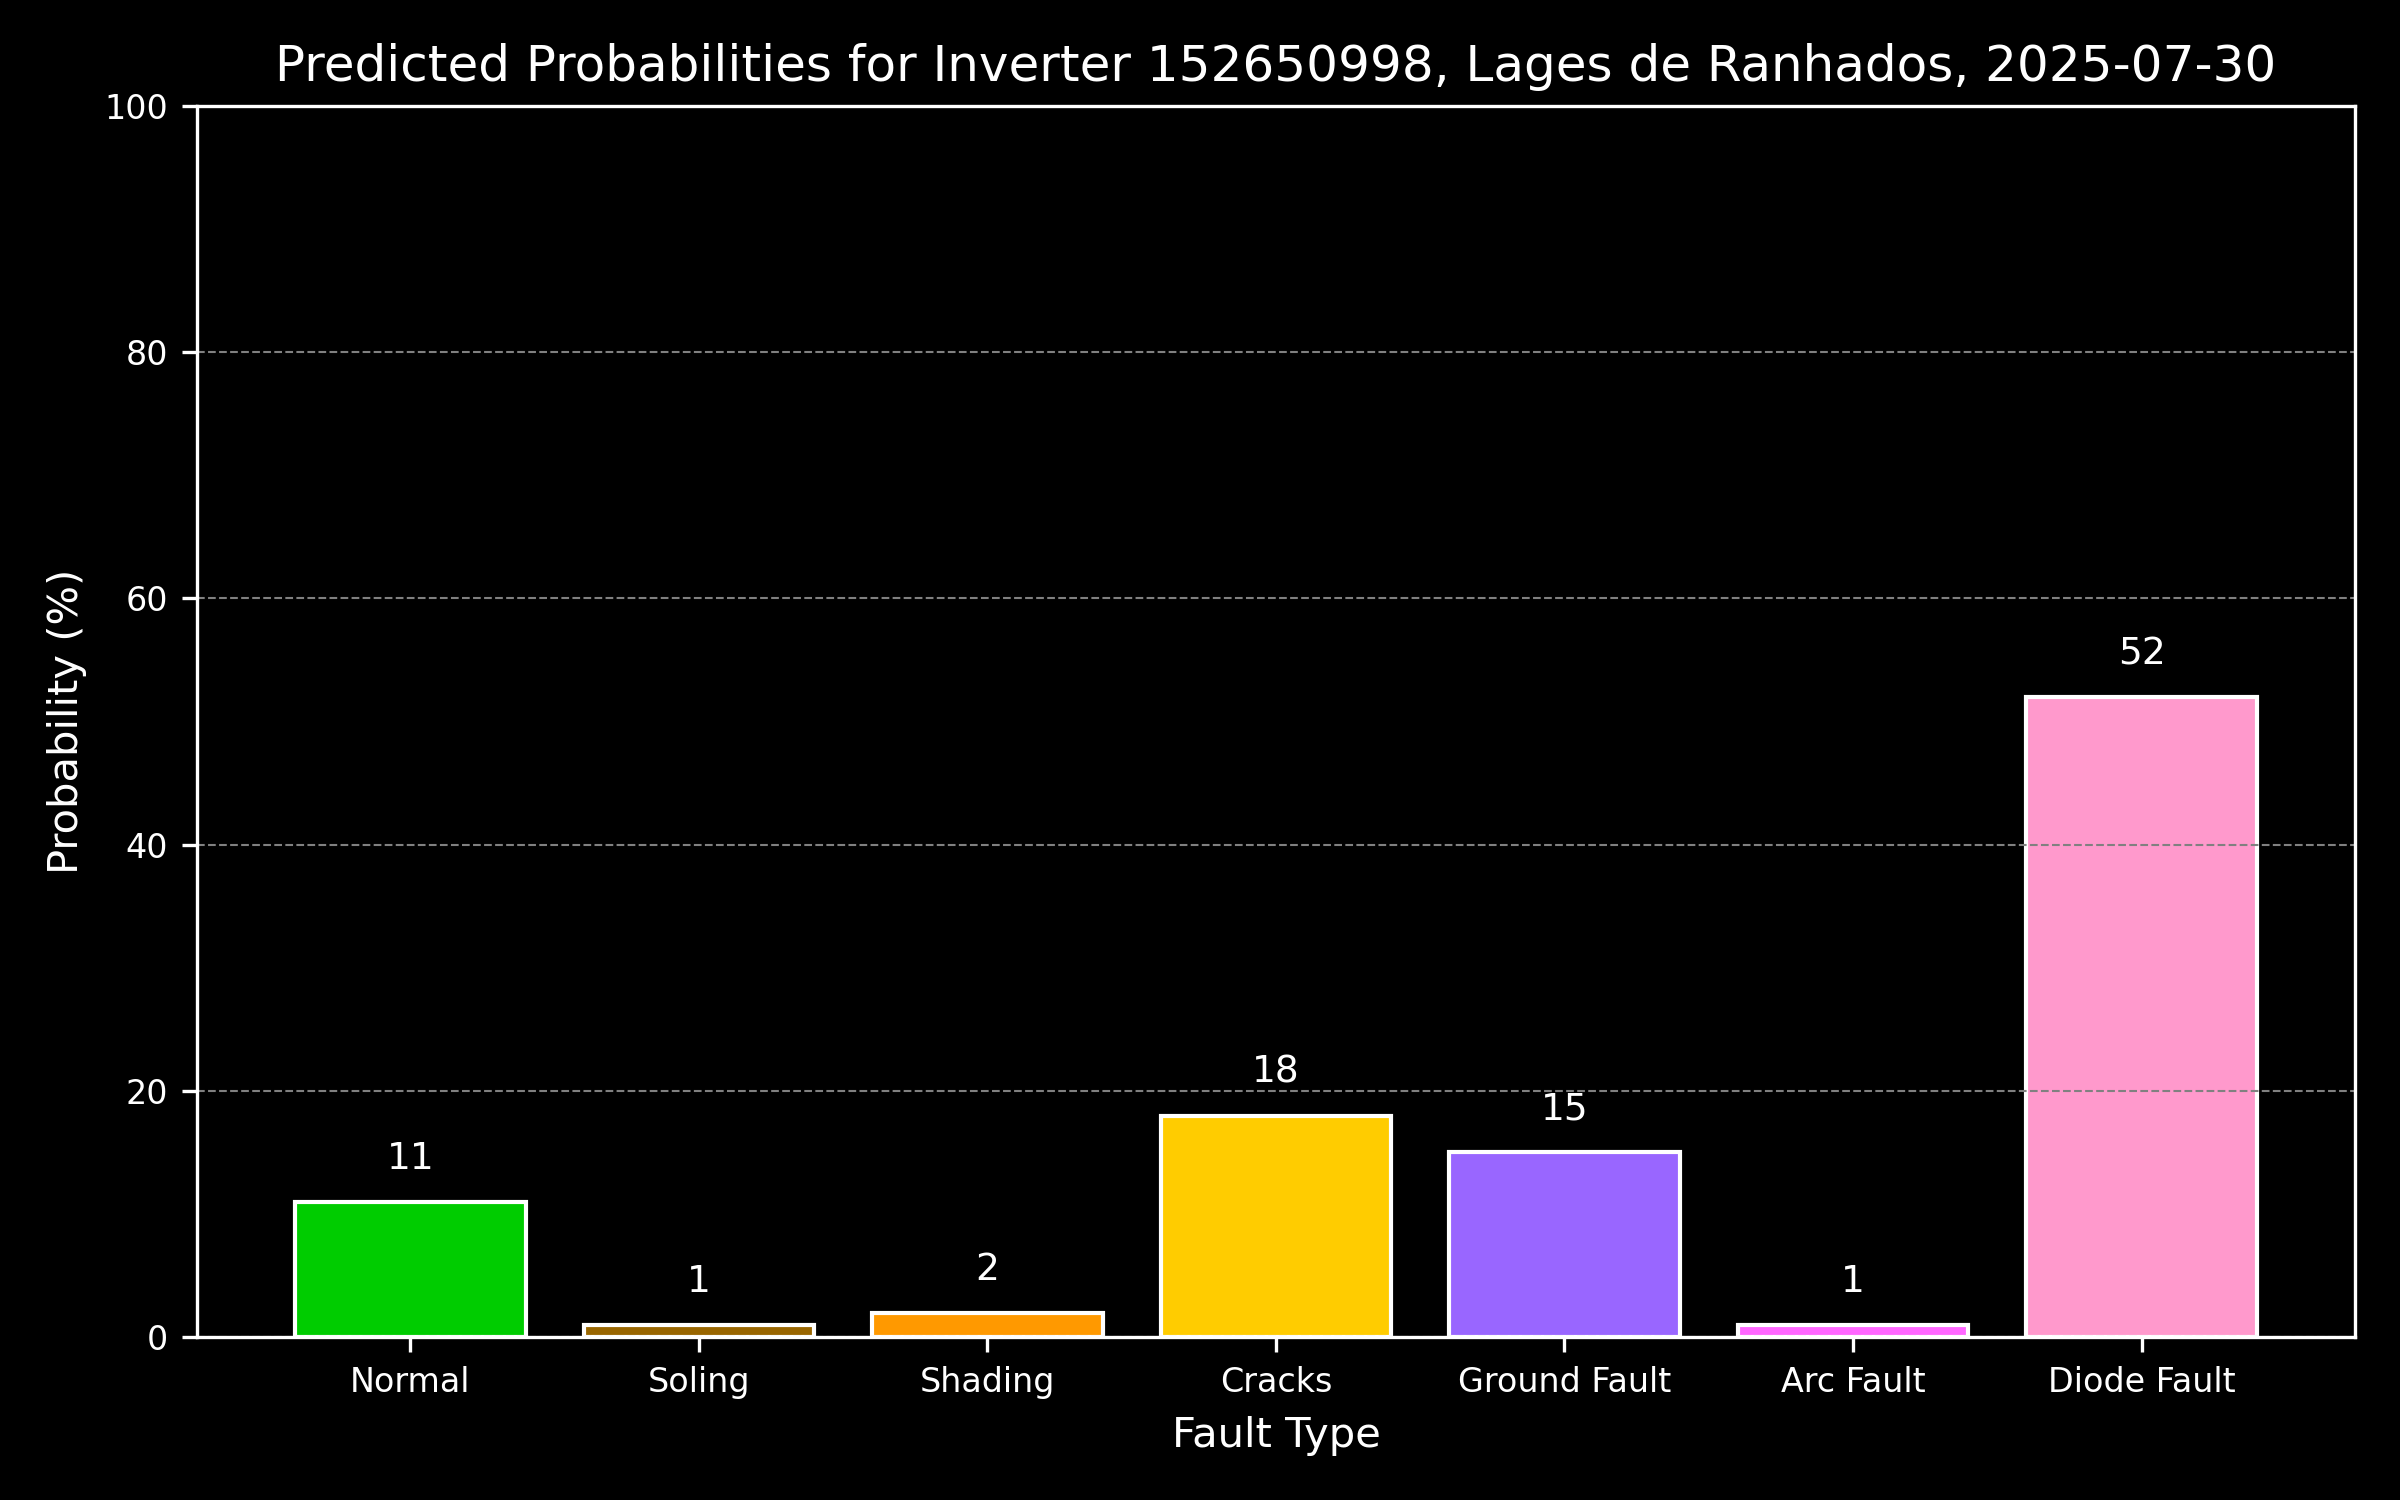 Predicted Probabilities for Inverter 152650998, Lages de Ranhados, 2025-07-30
Probability (%)
100
80
60
40
20
0
11
1
2
18
15
1
52
Normal
Soling
Shading
Cracks
Ground Fault
Arc Fault
Diode Fault
Fault Type